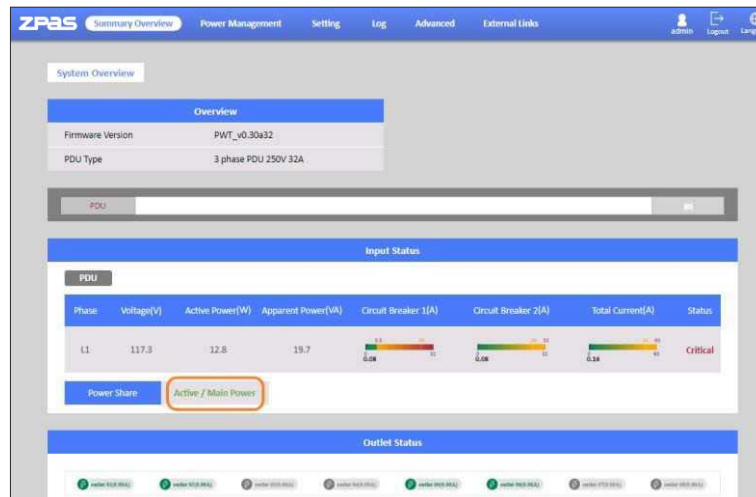 ZPAS Summary Overview Power Management Setting Log Advanced External Links admin Logout
System Overview
Overview
Firmware Version PWT_v0.30a32
PDU Type 3 phase PDU 250V 32A
PDU
Input Status
PDU
Phase Voltage(V) Active Power(W) Apparent Power(VA) Circuit Breaker 1(A) Circuit Breaker 2(A) Total Current(A) Status
L1 117.3 12.8 19.7 0.08 0.08 0.16 Critical
Power Share Active / Main Power
Outlet Status